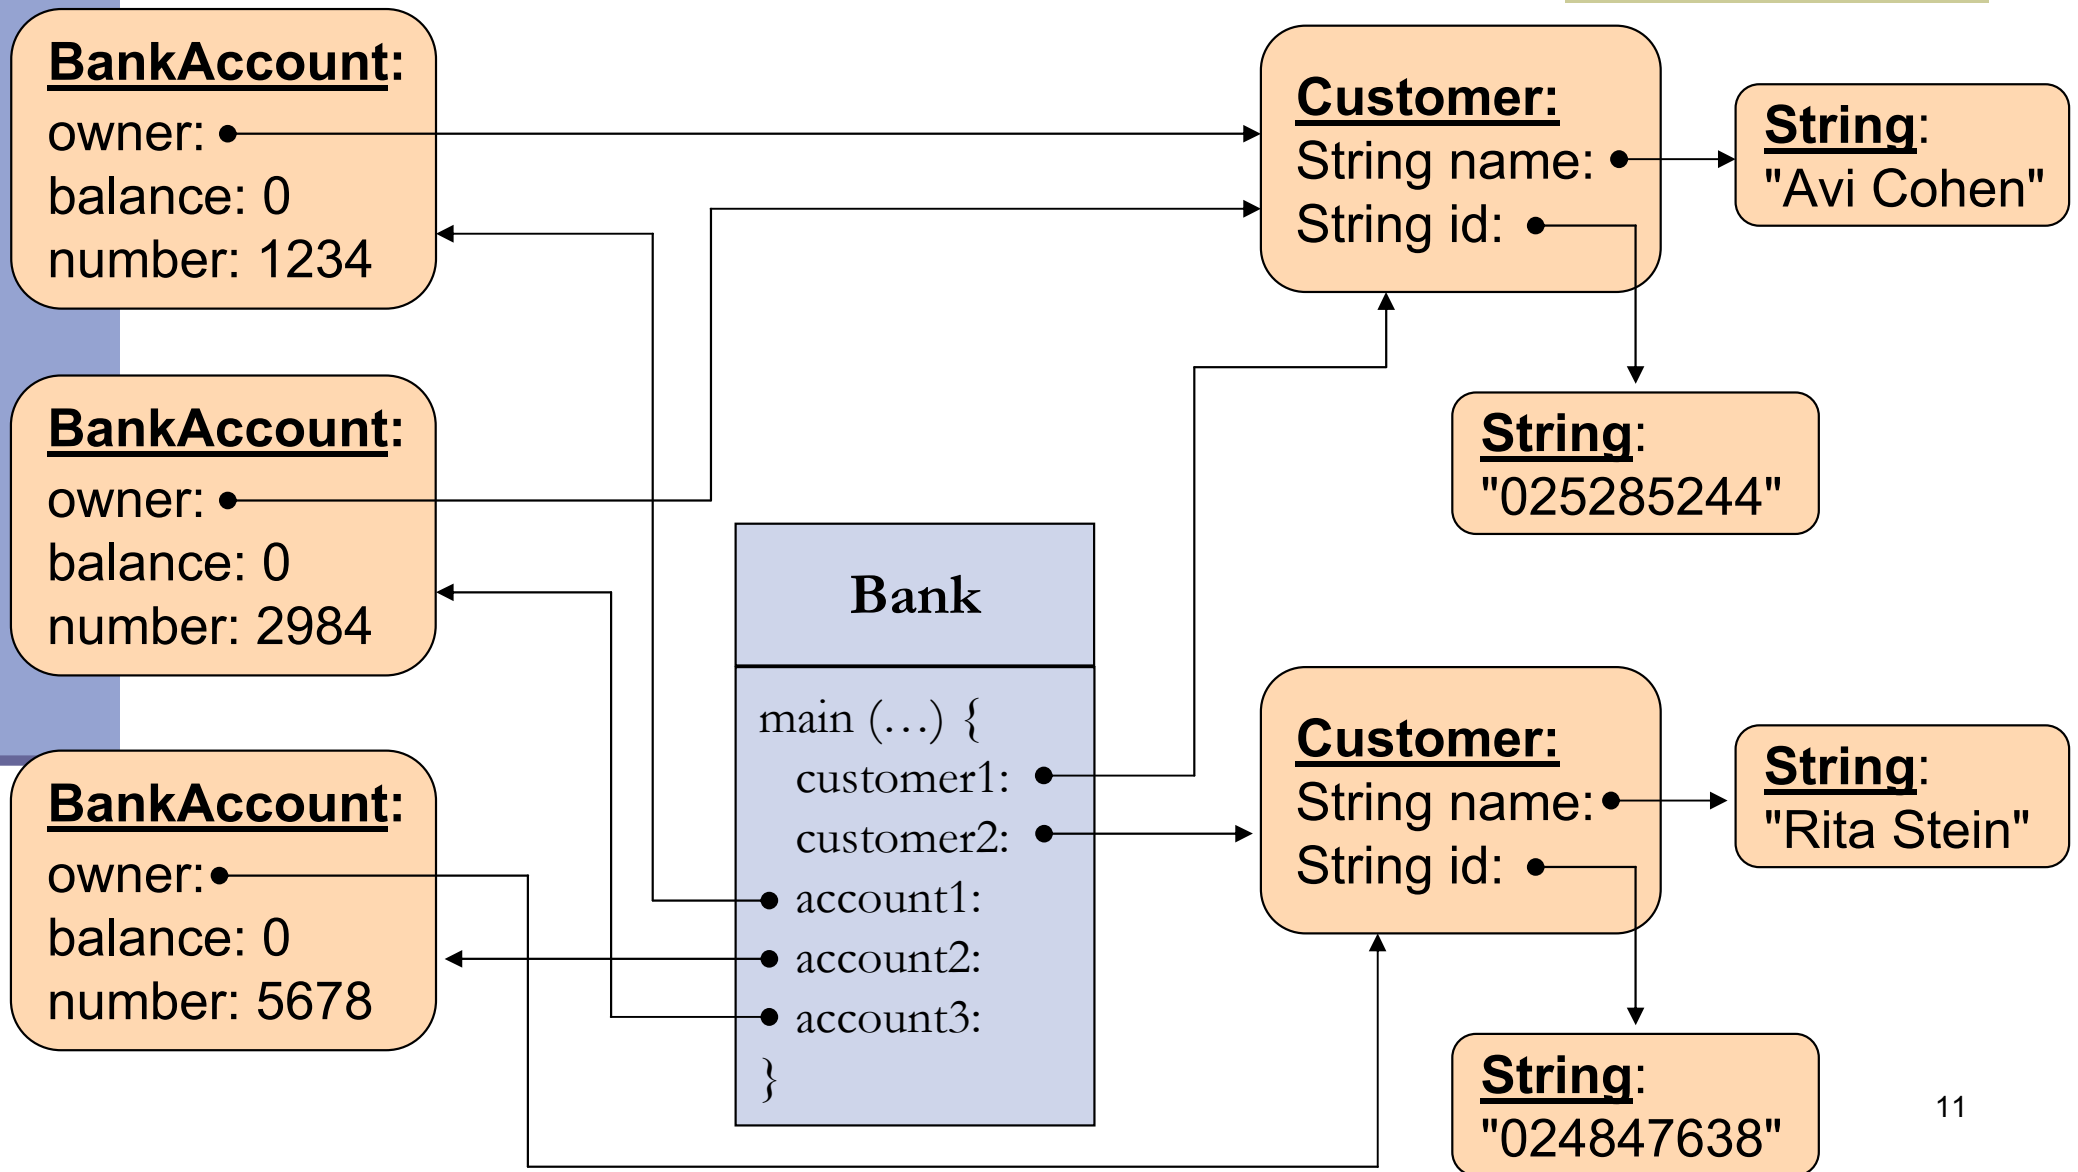 BankAccount:
owner:
balance: 0
number: 1234
BankAccount:
owner:
balance: 0
number: 2984
BankAccount:
owner:
balance: 0
number: 5678
Bank
main (…) {
customer1:
customer2:
account1:
account2:
account3:
}
Customer:
String name:
String id:
String:
"Avi Cohen"
String:
"025285244"
Customer:
String name:
String id:
String:
"Rita Stein"
String:
"024847638"
11